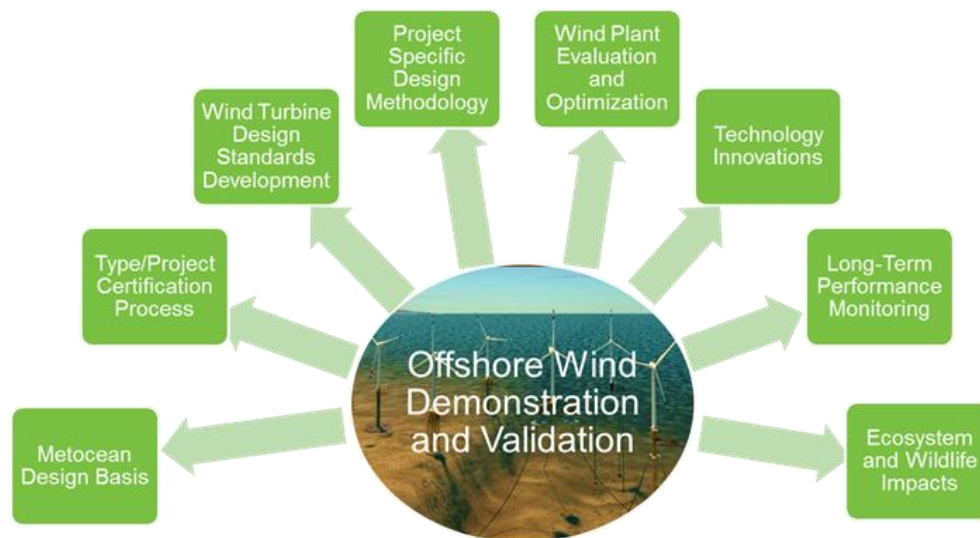 Project
Specific
Design
Methodology
Wind Plant
Evaluation
and
Optimization
Wind Turbine
Design
Standards
Development
Technology
Innovations
Type/Project
Certification
Process
Long-Term
Performance
Monitoring
Offshore Wind
Demonstration
and Validation
Metocean
Design Basis
Ecosystem
and Wildlife
Impacts